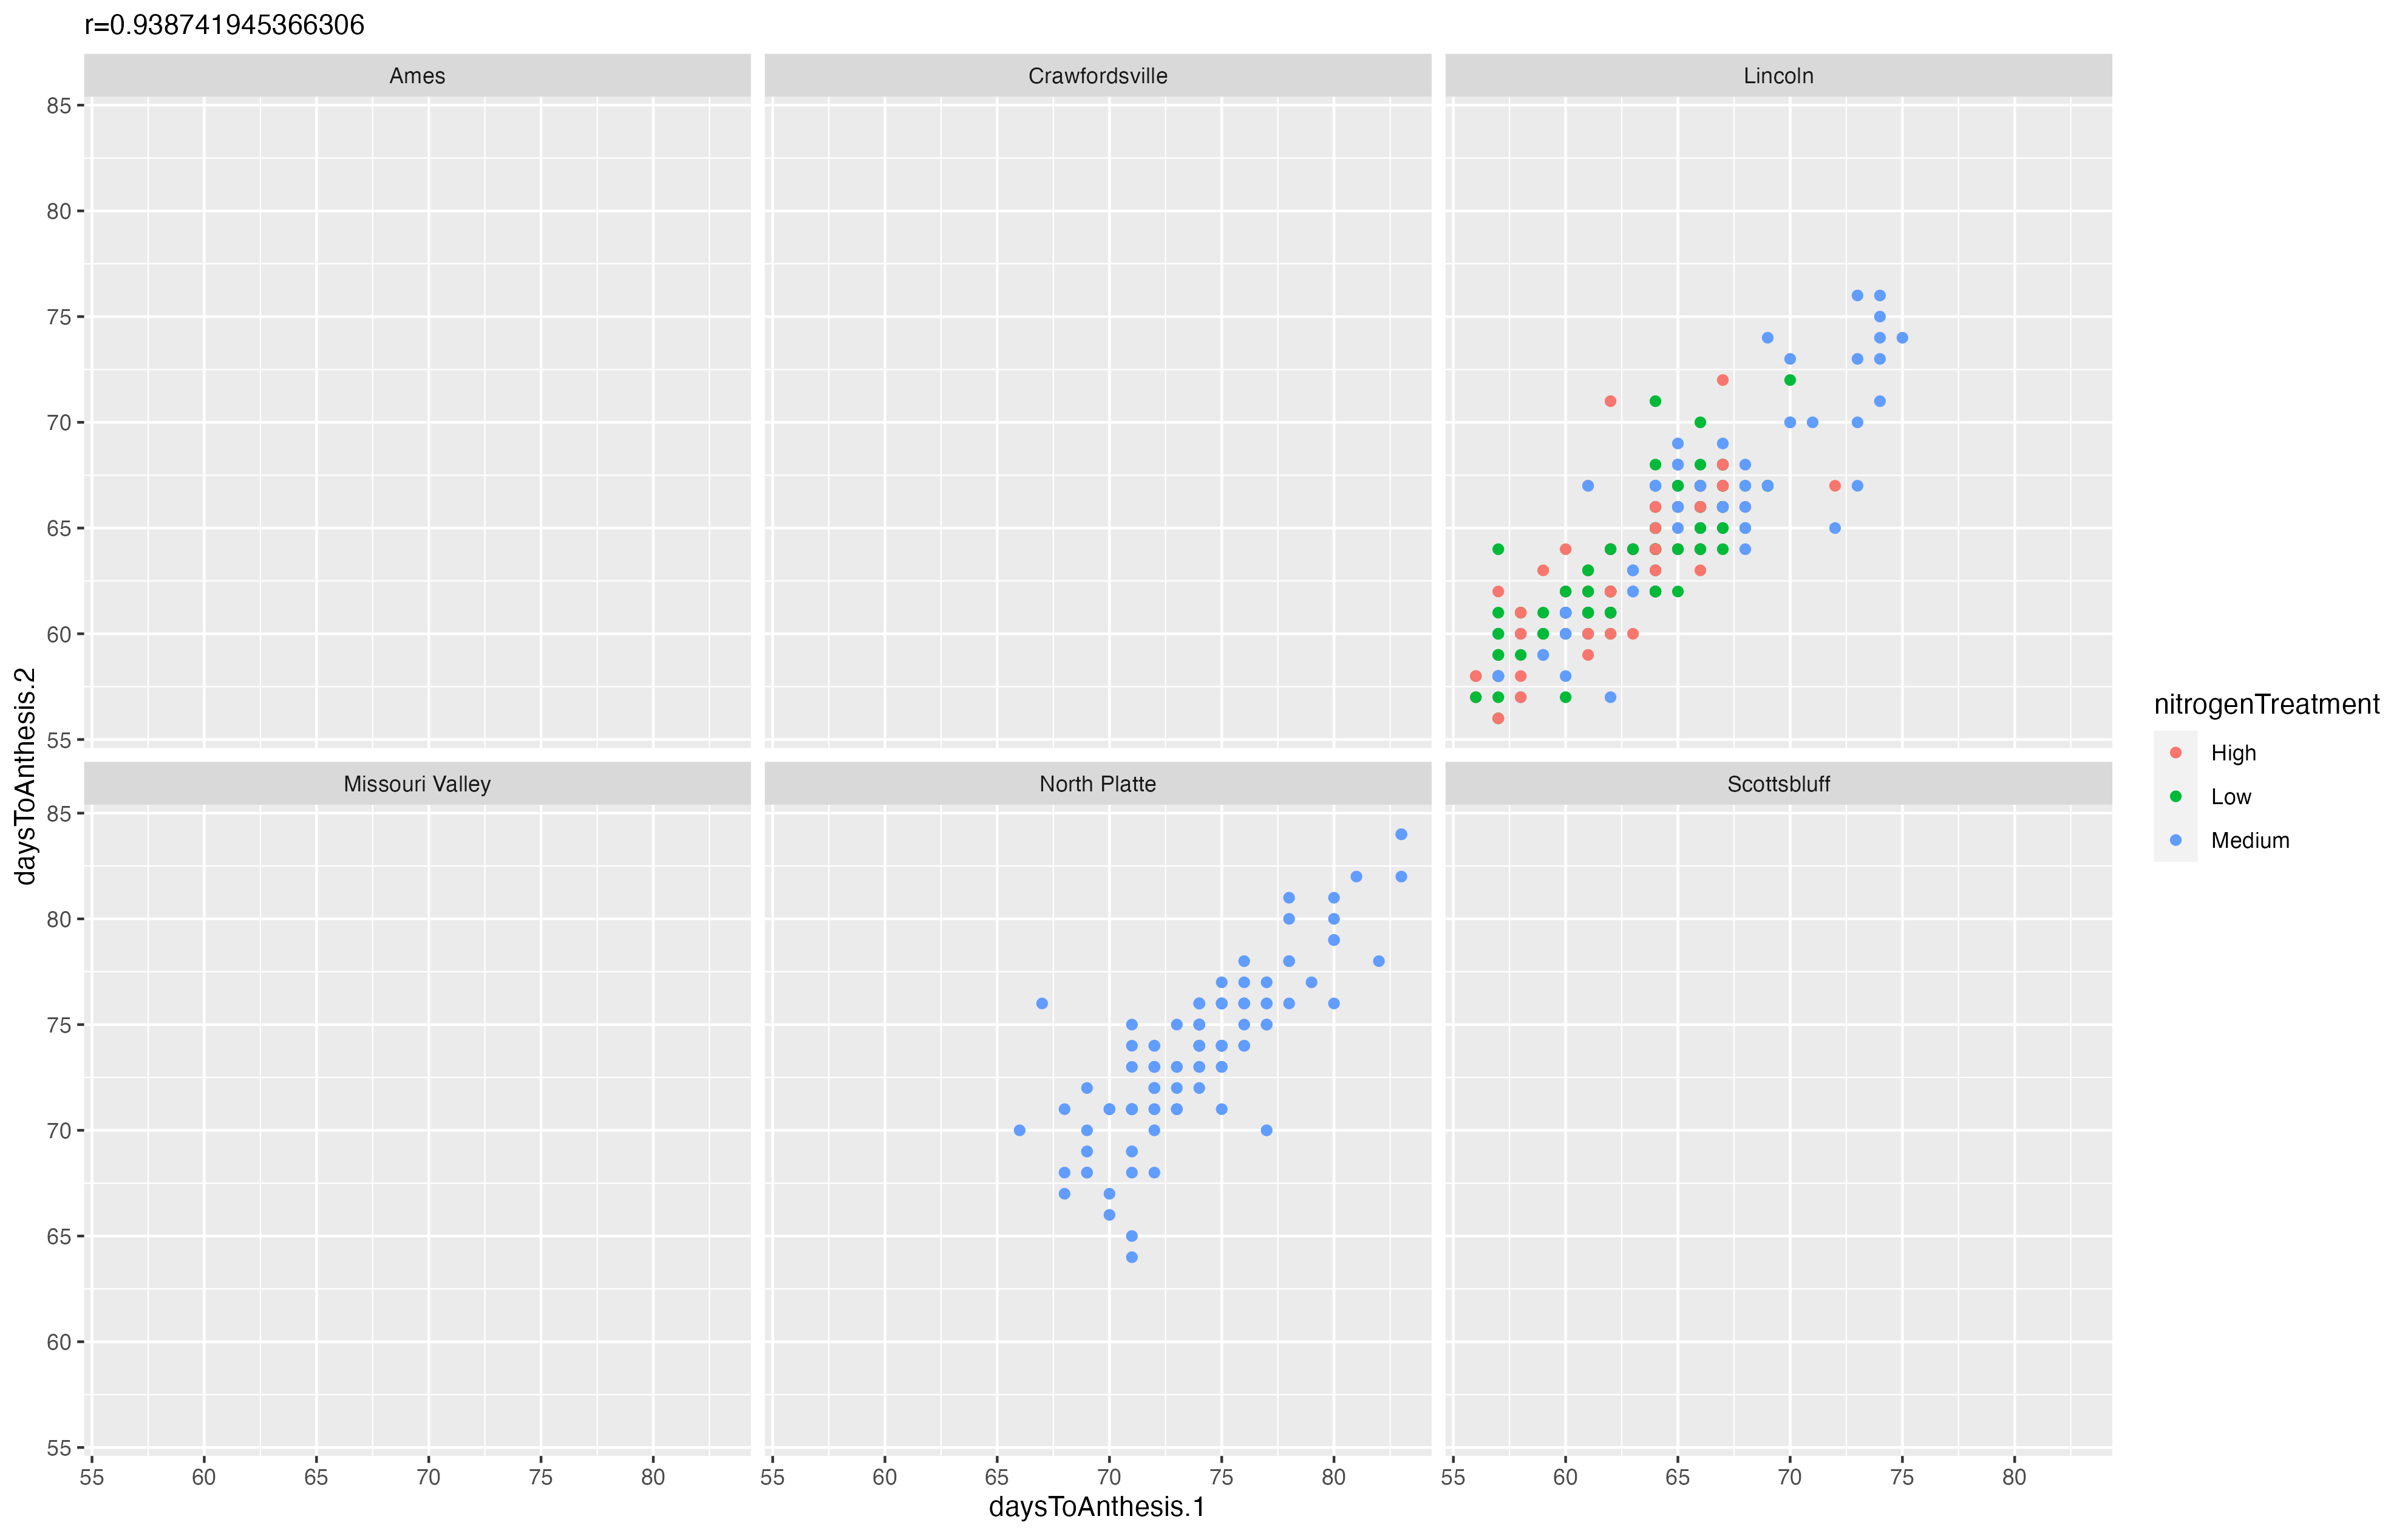 r=0.938741945366306
Ames Crawfordsville Lincoln
85
80
75
70
65
60
55
daysToAnthesis.2
Missouri Valley North Platte Scottsbluff
85
80
75
70
65
60
55
55 60 65 70 75 80 55 60 65 70 75 80 55 60 65 70 75 80
daysToAnthesis.1
nitrogenTreatment
High
Low
Medium